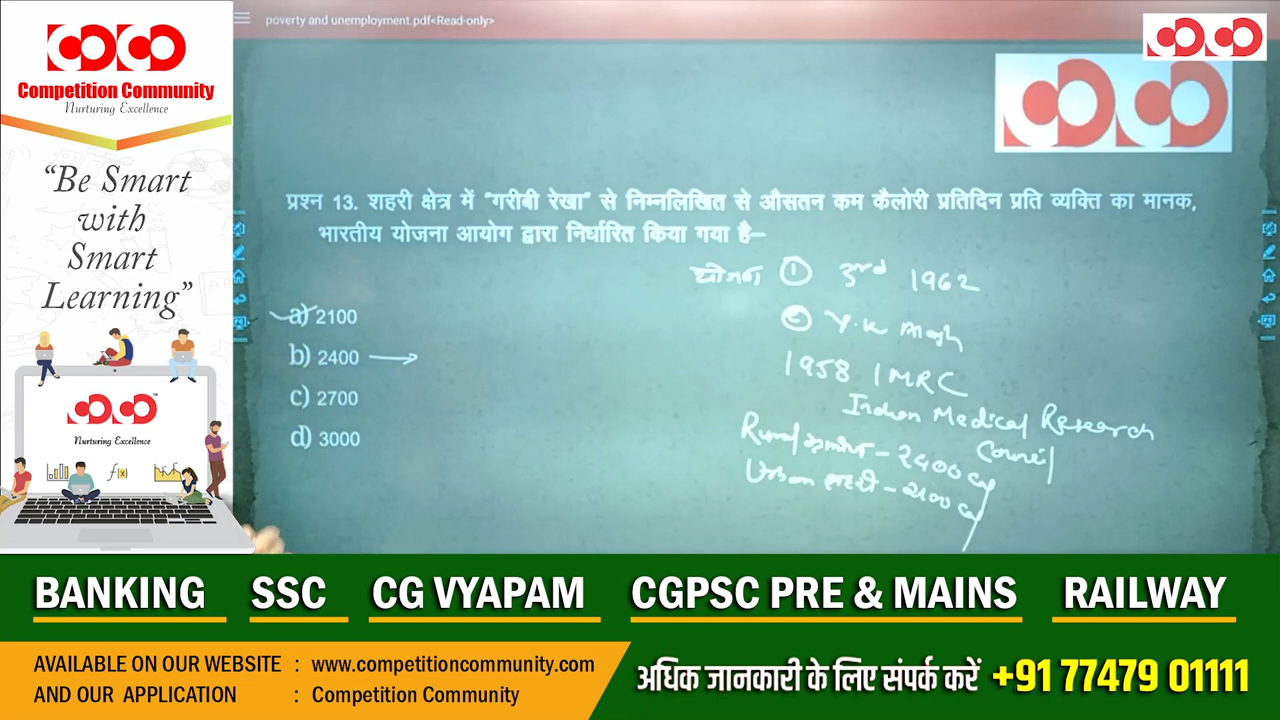 poverty and unemployment.pdf<Read-only>
Competition Community
Nurturing Excellence
“Be Smart
with
Smart
Learning”
Nurturing Excellence
f(x)
प्रश्न 13. शहरी क्षेत्र में "गरीबी रेखा" से निम्नलिखित से औसतन कम कैलोरी प्रतिदिन प्रति व्यक्ति का मानक,
भारतीय योजना आयोग द्वारा निर्धारित किया गया है–
a) 2100
b) 2400
c) 2700
d) 3000
योजना ① 3rd 1962
②
1958 IMRC
Indian Medical Research
Council
Rural ग्रामीण - 2400 Cal
Urban शहरी - 2100 Cal
BANKING SSC CG VYAPAM CGPSC PRE & MAINS RAILWAY
AVAILABLE ON OUR WEBSITE : www.competitioncommunity.com
AND OUR APPLICATION : Competition Community
अधिक जानकारी के लिए संपर्क करें +91 77479 01111